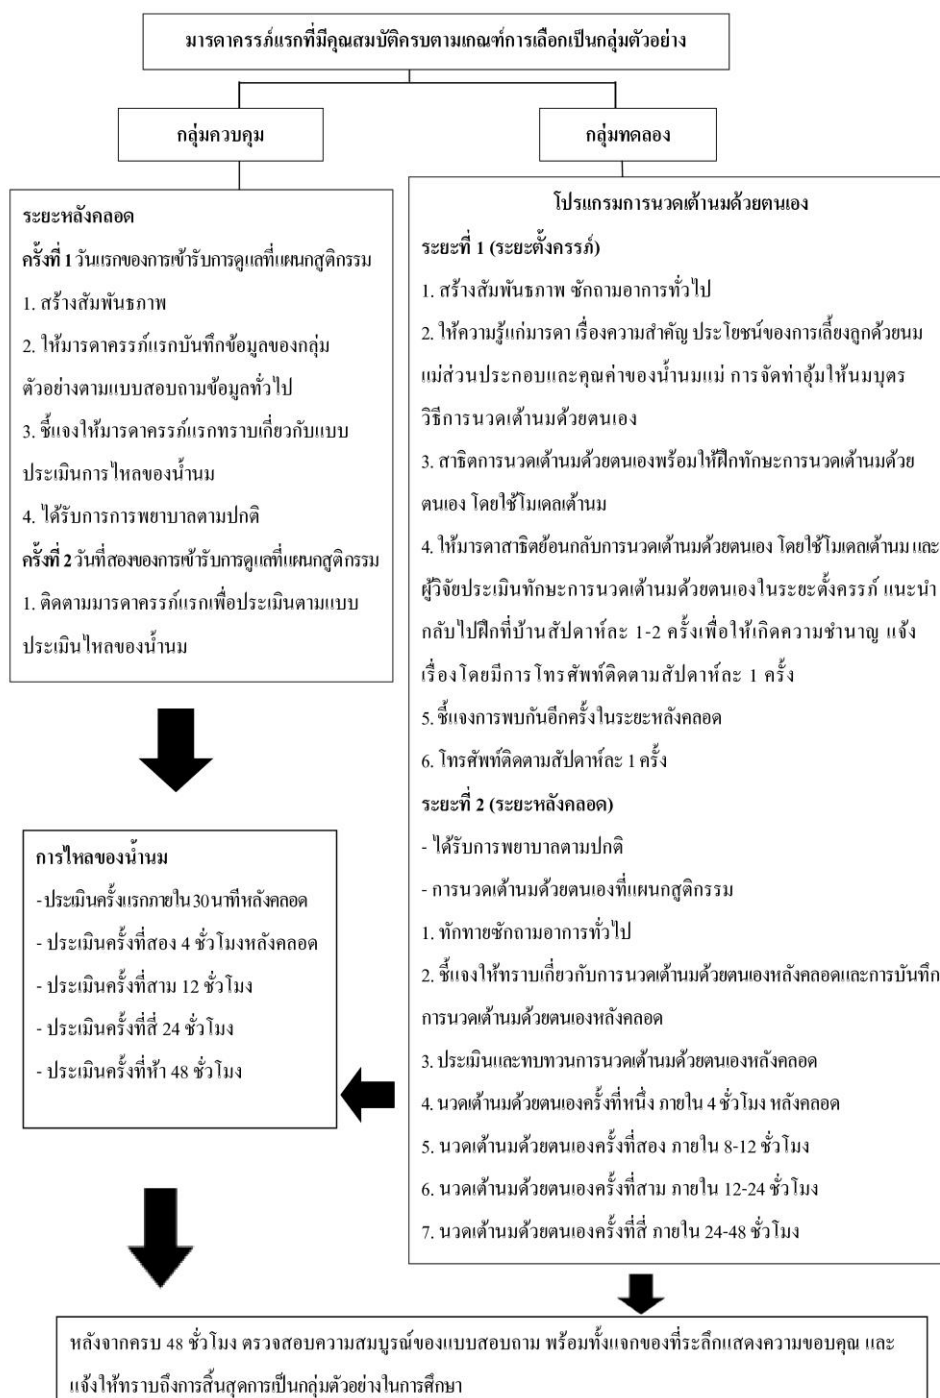 มารดาครรภ์แรกที่มีคุณสมบัติครบตามเกณฑ์การเลือกเป็นกลุ่มตัวอย่าง
กลุ่มควบคุม
กลุ่มทดลอง
ระยะหลังคลอด
ครั้งที่ 1 วันแรกของการเข้ารับการดูแลที่แผนกสูติกรรม
1. สร้างสัมพันธภาพ
2. ให้มารดาครรภ์แรกบันทึกข้อมูลของกลุ่ม
ตัวอย่างตามแบบสอบถามข้อมูลทั่วไป
3. ชี้แจงให้มารดาครรภ์แรกทราบเกี่ยวกับแบบ
ประเมินการไหลของน้ำนม
4. ได้รับการการพยาบาลตามปกติ
ครั้งที่ 2 วันที่สองของการเข้ารับการดูแลที่แผนกสูติกรรม
1. ติดตามมารดาครรภ์แรกเพื่อประเมินตามแบบ
ประเมินไหลของน้ำนม
โปรแกรมการนวดเต้านมด้วยตนเอง
ระยะที่ 1 (ระยะตั้งครรภ์)
1. สร้างสัมพันธภาพ ซักถามอาการทั่วไป
2. ให้ความรู้แก่มารดา เรื่องความสำคัญ ประโยชน์ของการเลี้ยงลูกด้วยนม
แม่ส่วนประกอบและคุณค่าของน้ำนมแม่ การจัดท่าอุ้มให้นมบุตร
วิธีการนวดเต้านมด้วยตนเอง
3. สาธิตการนวดเต้านมด้วยตนเองพร้อมให้ฝึกทักษะการนวดเต้านมด้วย
ตนเอง โดยใช้โมเดลเต้านม
4. ให้มารดาสาธิตย้อนกลับการนวดเต้านมด้วยตนเอง โดยใช้โมเดลเต้านม และ
ผู้วิจัยประเมินทักษะการนวดเต้านมด้วยตนเองในระยะตั้งครรภ์ แนะนำ
กลับไปฝึกที่บ้านสัปดาห์ละ 1-2 ครั้งเพื่อให้เกิดความชำนาญ แจ้ง
เรื่องโดยมีการโทรศัพท์ติดตามสัปดาห์ละ 1 ครั้ง
5. ชี้แจงการพบกันอีกครั้งในระยะหลังคลอด
6. โทรศัพท์ติดตามสัปดาห์ละ 1 ครั้ง
ระยะที่ 2 (ระยะหลังคลอด)
- ได้รับการพยาบาลตามปกติ
- การนวดเต้านมด้วยตนเองที่แผนกสูติกรรม
1. ทักทายซักถามอาการทั่วไป
2. ชี้แจงให้ทราบเกี่ยวกับการนวดเต้านมด้วยตนเองหลังคลอดและการบันทึก
การนวดเต้านมด้วยตนเองหลังคลอด
3. ประเมินและทบทวนการนวดเต้านมด้วยตนเองหลังคลอด
4. นวดเต้านมด้วยตนเองครั้งที่หนึ่ง ภายใน 4 ชั่วโมง หลังคลอด
5. นวดเต้านมด้วยตนเองครั้งที่สอง ภายใน 8-12 ชั่วโมง
6. นวดเต้านมด้วยตนเองครั้งที่สาม ภายใน 12-24 ชั่วโมง
7. นวดเต้านมด้วยตนเองครั้งที่สี่ ภายใน 24-48 ชั่วโมง
การไหลของน้ำนม
- ประเมินครั้งแรกภายใน 30 นาทีหลังคลอด
- ประเมินครั้งที่สอง 4 ชั่วโมงหลังคลอด
- ประเมินครั้งที่สาม 12 ชั่วโมง
- ประเมินครั้งที่สี่ 24 ชั่วโมง
- ประเมินครั้งที่ห้า 48 ชั่วโมง
หลังจากครบ 48 ชั่วโมง ตรวจสอบความสมบูรณ์ของแบบสอบถาม พร้อมทั้งแจกของที่ระลึกแสดงความขอบคุณ และ
แจ้งให้ทราบถึงการสิ้นสุดการเป็นกลุ่มตัวอย่างในการศึกษา